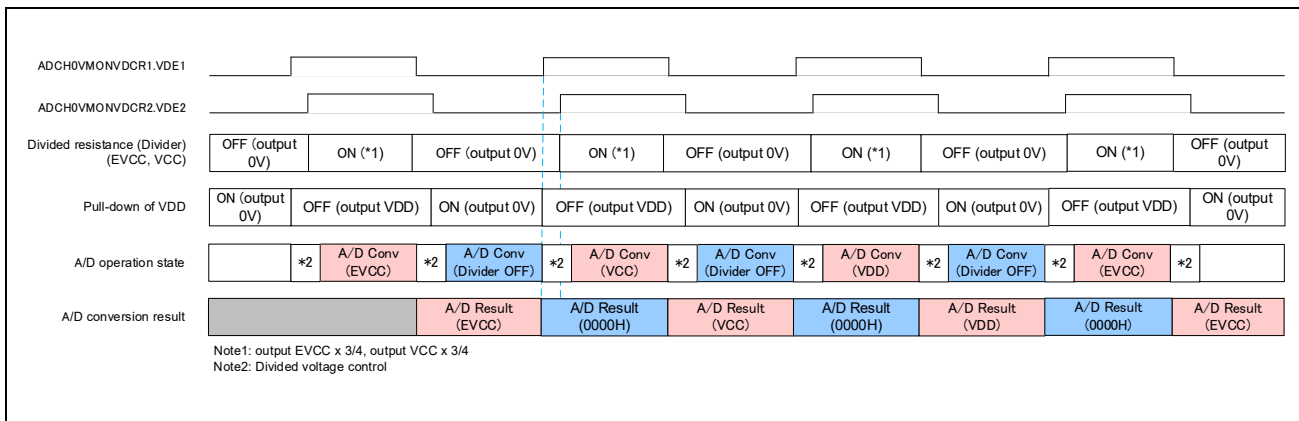 ADCH0VMONVDCR1.VDE1
ADCH0VMONVDCR2.VDE2
Divided resistance (Divider)
(EVCC, VCC)
OFF (output
0V)
ON (*1)
OFF (output 0V)
ON (*1)
OFF (output 0V)
ON (*1)
OFF (output 0V)
ON (*1)
OFF (output
0V)
Pull-down of VDD
ON (output
0V)
OFF (output VDD)
ON (output 0V)
OFF (output VDD)
ON (output 0V)
OFF (output VDD)
ON (output 0V)
OFF (output VDD)
ON (output
0V)
A/D operation state
*2
A/D Conv
(EVCC)
*2
A/D Conv
(Divider OFF)
*2
A/D Conv
(VCC)
*2
A/D Conv
(Divider OFF)
*2
A/D Conv
(VDD)
*2
A/D Conv
(Divider OFF)
*2
A/D Conv
(EVCC)
*2
A/D conversion result
A/D Result
(EVCC)
A/D Result
(0000H)
A/D Result
(VCC)
A/D Result
(0000H)
A/D Result
(VDD)
A/D Result
(0000H)
A/D Result
(EVCC)
Note1: output EVCC x 3/4, output VCC x 3/4
Note2: Divided voltage control